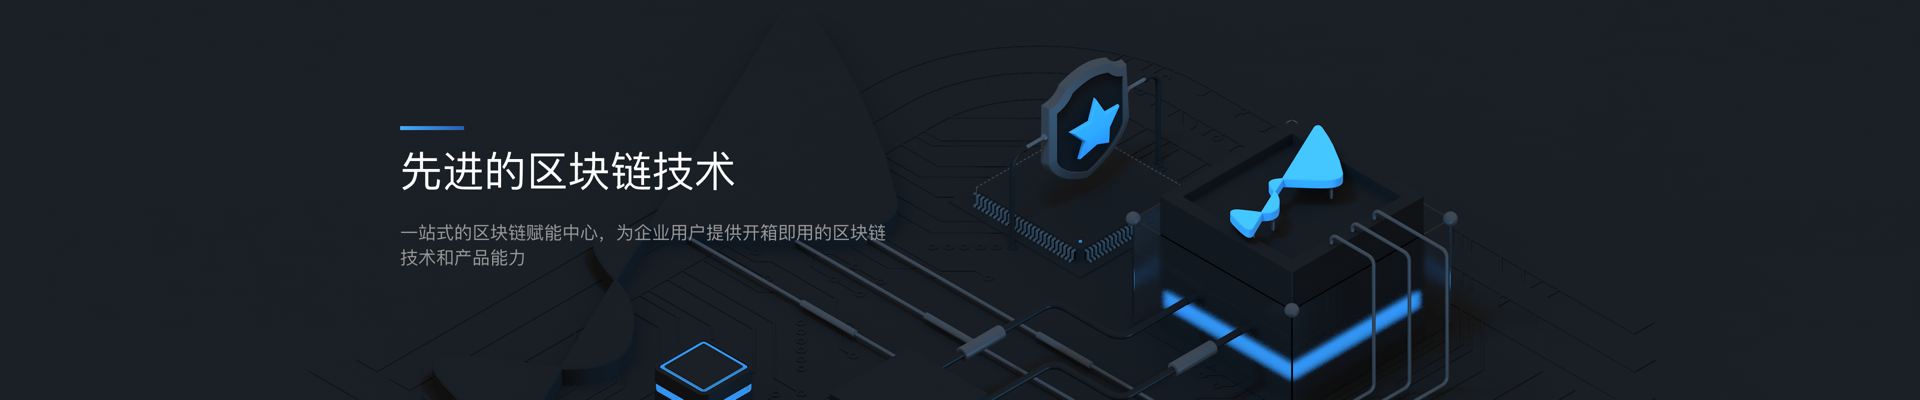 先进的区块链技术
一站式的区块链赋能中心，为企业用户提供开箱即用的区块链
技术和产品能力